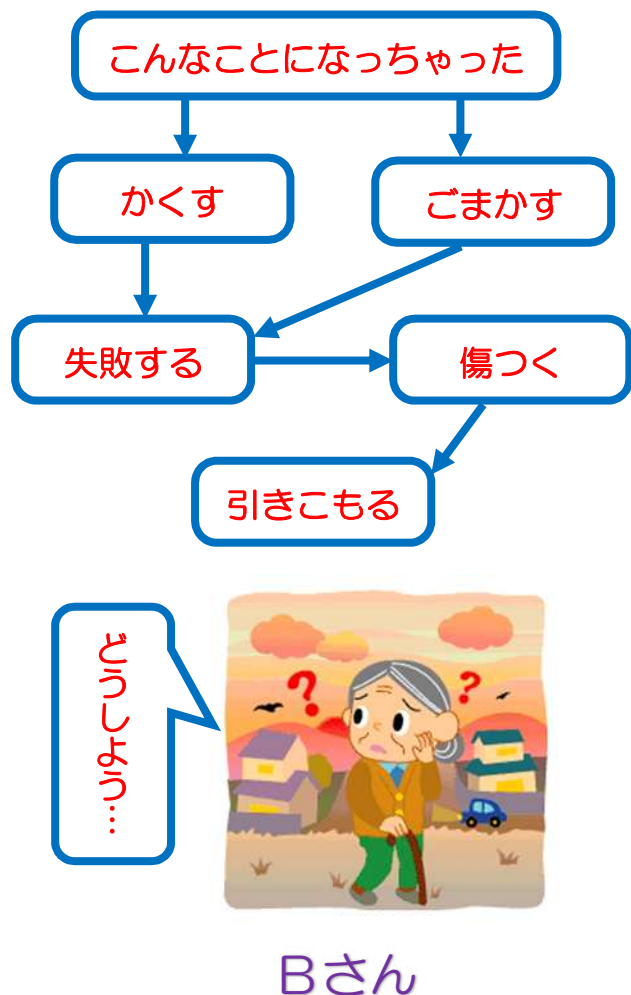 こんなことになっちゃった
かくす
ごまかす
失敗する
傷つく
引きこもる
どうしよう…
? ?
Bさん